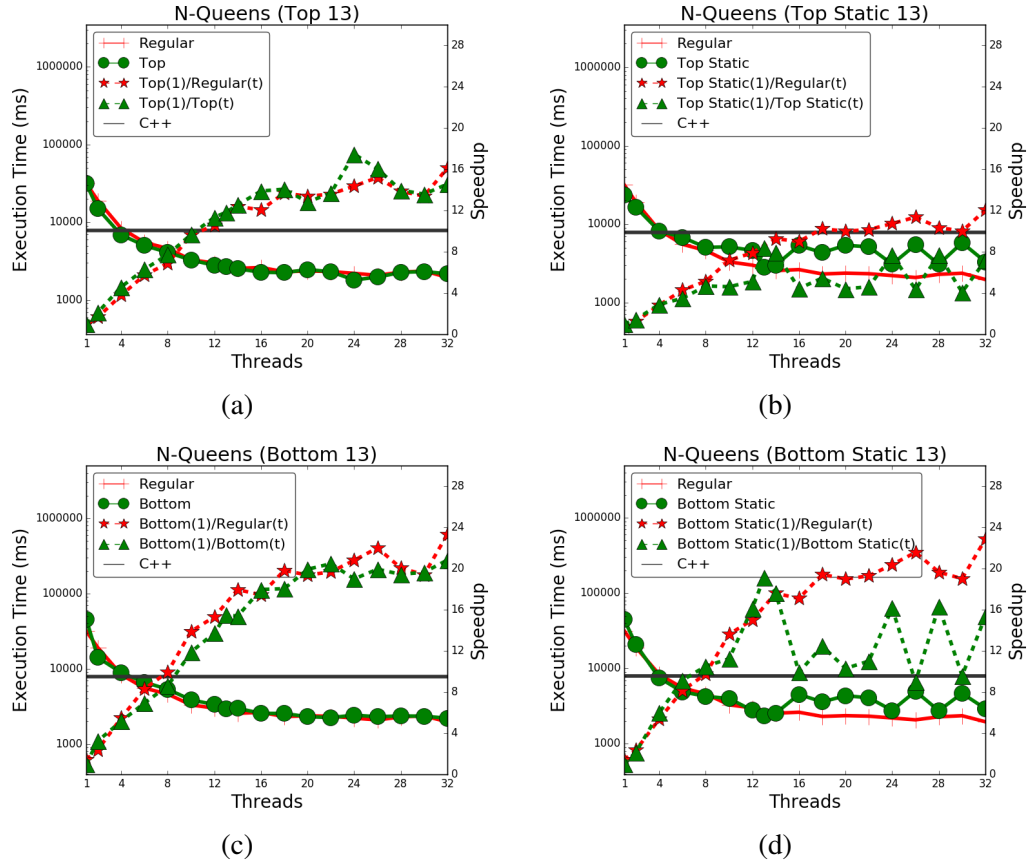 N-Queens (Top 13)
Regular
Top
Top(1)/Regular(t)
Top(1)/Top(t)
C++
1000000
100000
10000
1000
Execution Time (ms)
28
24
20
16
12
8
4
0
Speedup
1 4 8 12 16 20 24 28 32
Threads
(a)
N-Queens (Top Static 13)
Regular
Top Static
Top Static(1)/Regular(t)
Top Static(1)/Top Static(t)
C++
1000000
100000
10000
1000
Execution Time (ms)
28
24
20
16
12
8
4
0
Speedup
1 4 8 12 16 20 24 28 32
Threads
(b)
N-Queens (Bottom 13)
Regular
Bottom
Bottom(1)/Regular(t)
Bottom(1)/Bottom(t)
C++
1000000
100000
10000
1000
Execution Time (ms)
28
24
20
16
12
8
4
0
Speedup
1 4 8 12 16 20 24 28 32
Threads
(c)
N-Queens (Bottom Static 13)
Regular
Bottom Static
Bottom Static(1)/Regular(t)
Bottom Static(1)/Bottom Static(t)
C++
1000000
100000
10000
1000
Execution Time (ms)
28
24
20
16
12
8
4
0
Speedup
1 4 8 12 16 20 24 28 32
Threads
(d)